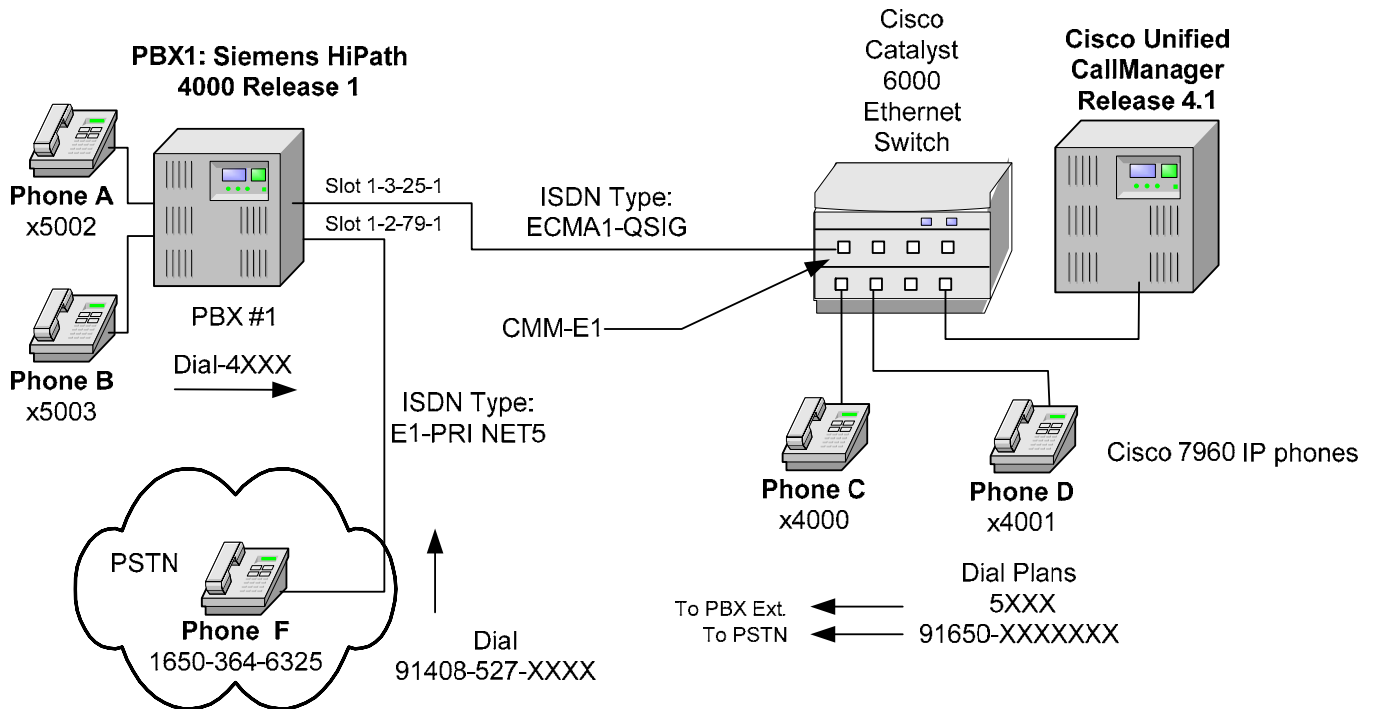 PBX1: Siemens HiPath
4000 Release 1
Cisco
Catalyst
6000
Ethernet
Switch
Cisco Unified
CallManager
Release 4.1
Phone A
x5002
Slot 1-3-25-1
Slot 1-2-79-1
ISDN Type:
ECMA1-QSIG
PBX #1
CMM-E1
Phone B
x5003
Dial-4XXX
ISDN Type:
E1-PRI NET5
Phone C
x4000
Phone D
x4001
Cisco 7960 IP phones
PSTN
Phone F
1650-364-6325
Dial
91408-527-XXXX
Dial Plans
To PBX Ext.
5XXX
To PSTN
91650-XXXXXXX